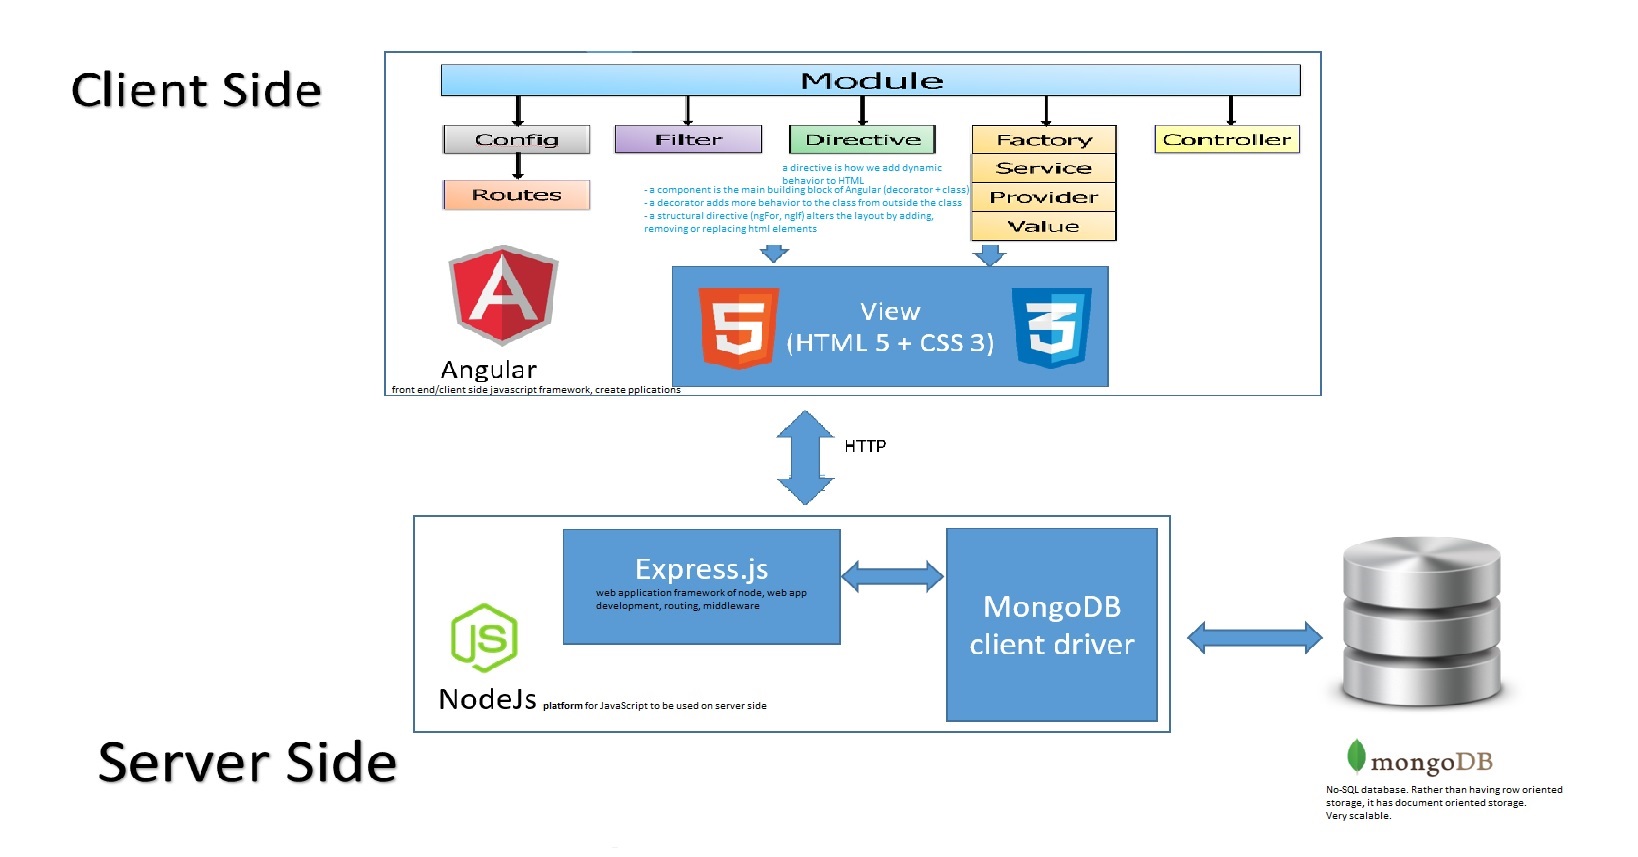 Client Side
Module
Config
Filter
Directive
Factory
Controller
Service
Routes
Provider
Value
a directive is how we add dynamic
behavior to HTML
- a component is the main building block of Angular (decorator + class)
- a decorator adds more behavior to the class from outside the class
- a structural directive (ngFor, ngIf) alters the layout by adding,
removing or replacing html elements
View
(HTML 5 + CSS 3)
Angular
front end/client side javascript framework, create pplications
HTTP
Express.js
web application framework of node, web app
development, routing, middleware
MongoDB
client driver
JS
NodeJs platform for JavaScript to be used on server side
Server Side
mongoDB
No-SQL database. Rather than having row oriented
storage, it has document oriented storage.
Very scalable.